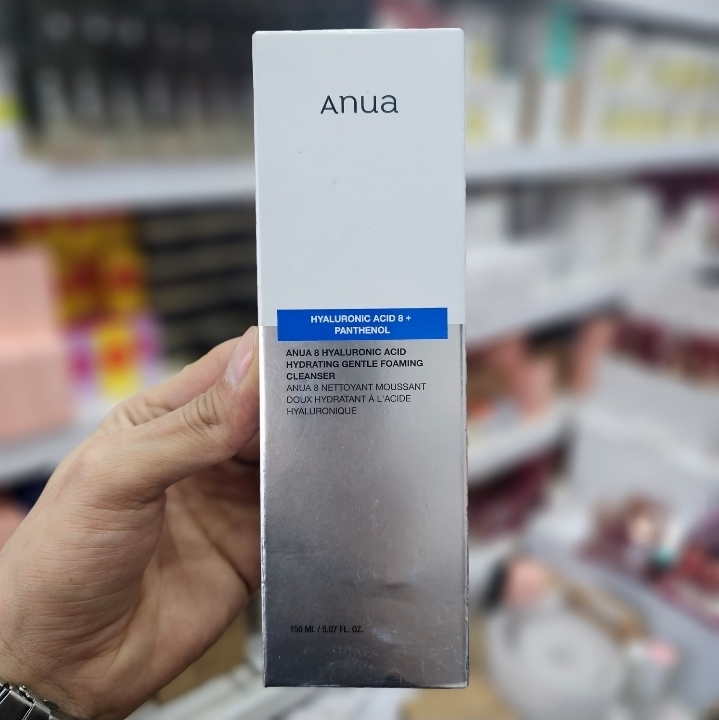 Anua
HYALURONIC ACID 8 +
PANTHENOL
ANUA 8 HYALURONIC ACID
HYDRATING GENTLE FOAMING
CLEANSER
ANUA 8 NETTOYANT MOUSSANT
DOUX HYDRATANT À L'ACIDE
HYALURONIQUE
150 ML / 5.07 FL. OZ.